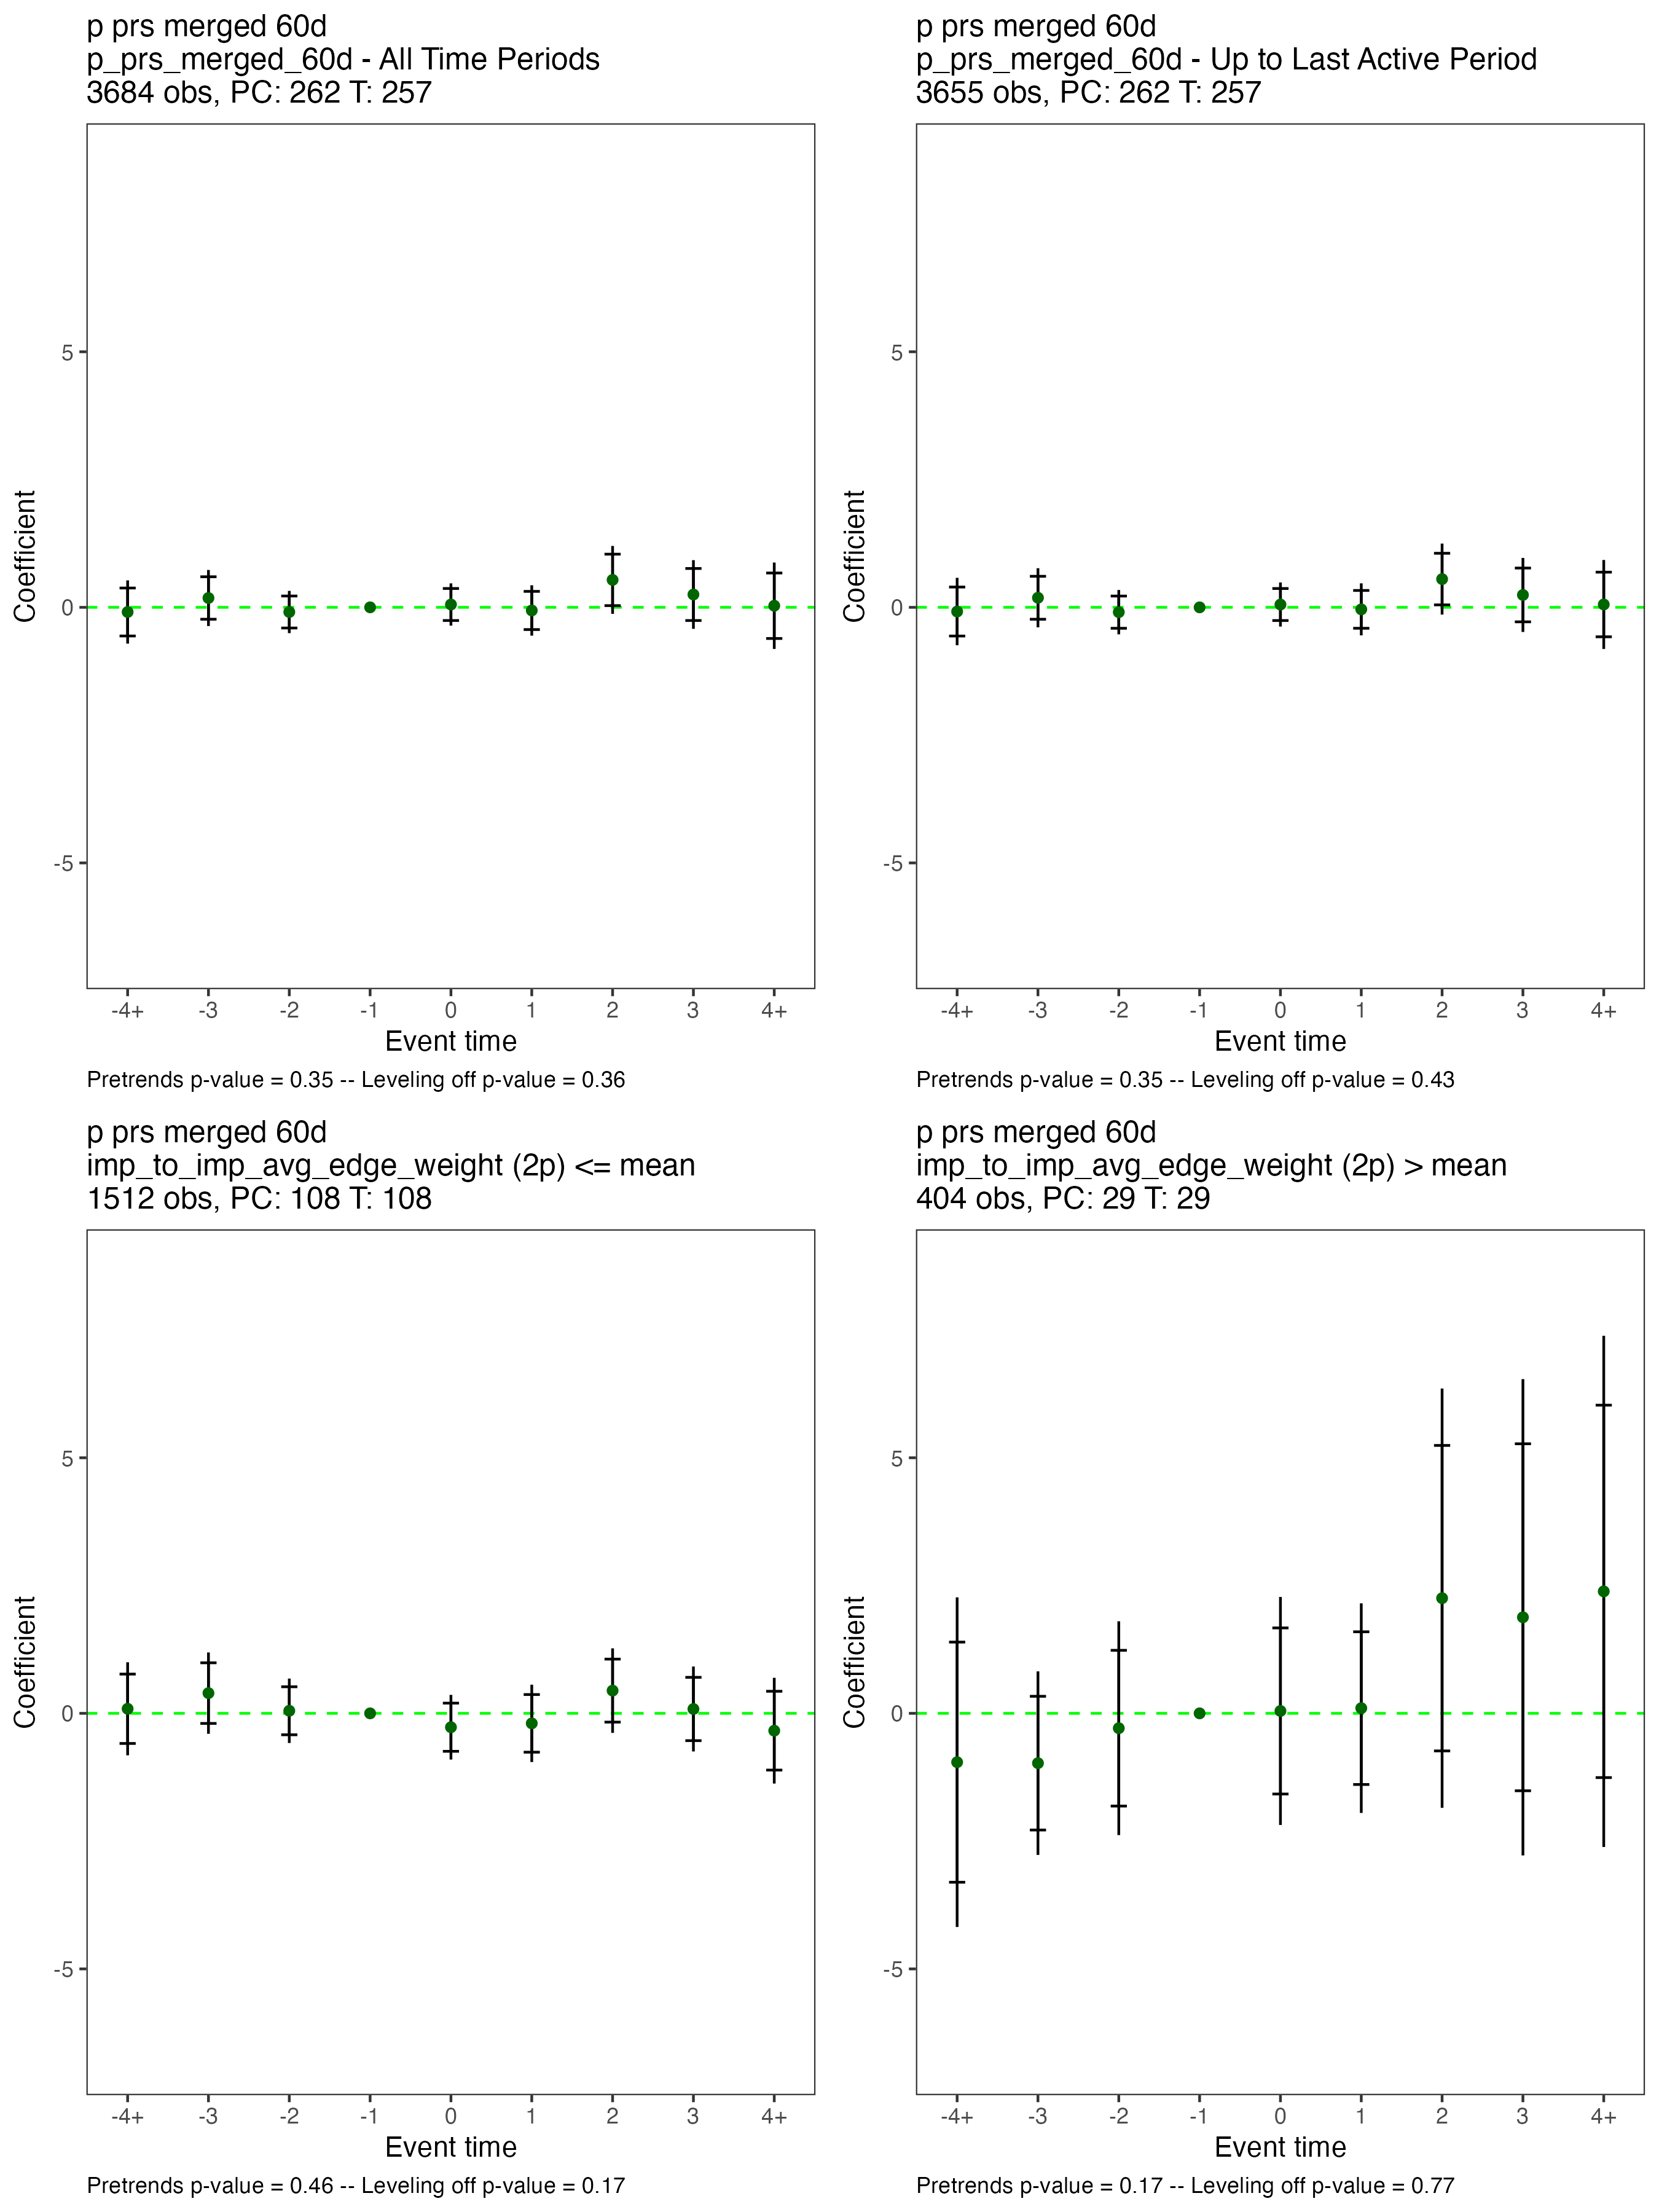 p prs merged 60d
p_prs_merged_60d - All Time Periods
3684 obs, PC: 262 T: 257
Coefficient
5
0
-5
-4+ -3 -2 -1 0 1 2 3 4+
Event time
Pretrends p-value = 0.35 -- Leveling off p-value = 0.36
p prs merged 60d
p_prs_merged_60d - Up to Last Active Period
3655 obs, PC: 262 T: 257
Coefficient
5
0
-5
-4+ -3 -2 -1 0 1 2 3 4+
Event time
Pretrends p-value = 0.35 -- Leveling off p-value = 0.43
p prs merged 60d
imp_to_imp_avg_edge_weight (2p) <= mean
1512 obs, PC: 108 T: 108
Coefficient
5
0
-5
-4+ -3 -2 -1 0 1 2 3 4+
Event time
Pretrends p-value = 0.46 -- Leveling off p-value = 0.17
p prs merged 60d
imp_to_imp_avg_edge_weight (2p) > mean
404 obs, PC: 29 T: 29
Coefficient
5
0
-5
-4+ -3 -2 -1 0 1 2 3 4+
Event time
Pretrends p-value = 0.17 -- Leveling off p-value = 0.77